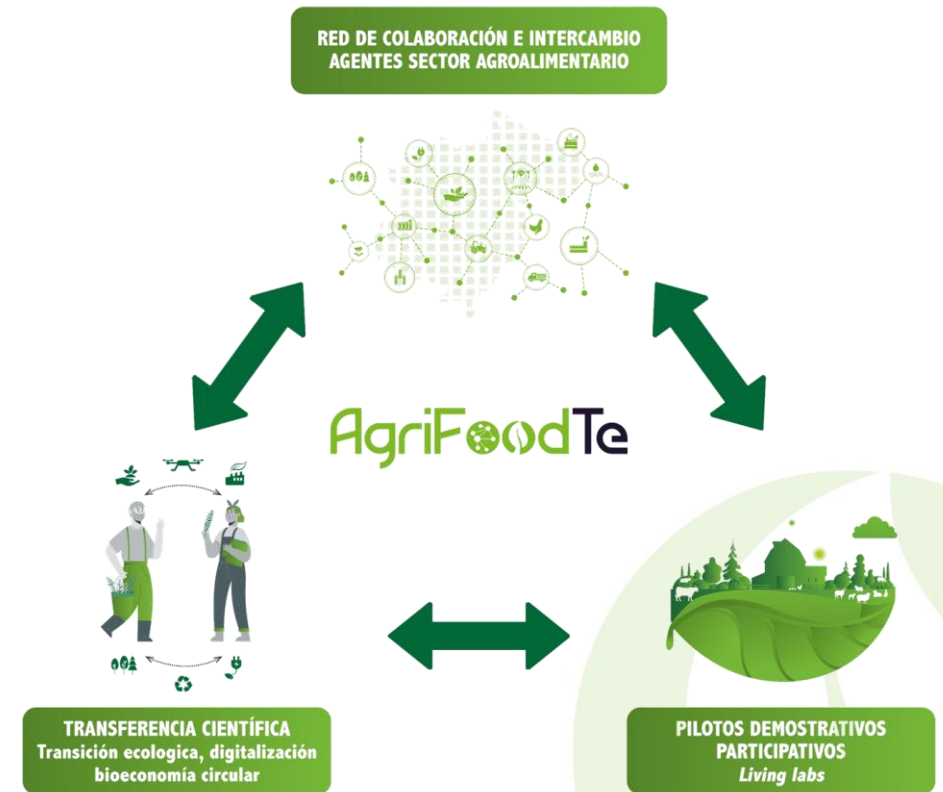 RED DE COLABORACIÓN E INTERCAMBIO
AGENTES SECTOR AGROALIMENTARIO
AgriFoodTe
TRANSFERENCIA CIENTÍFICA
Transición ecologica, digitalización
bioeconomía circular
PILOTOS DEMOSTRATIVOS
PARTICIPATIVOS
Living labs